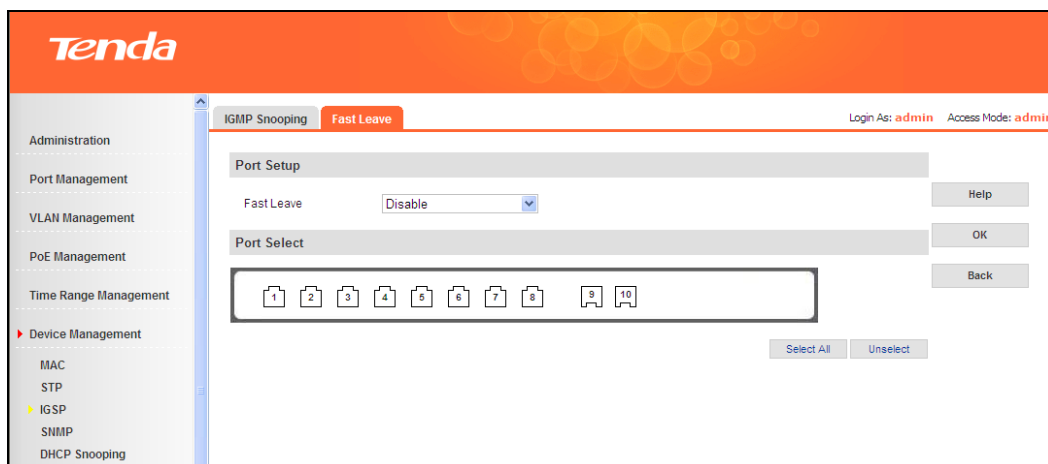 Tenda
IGMP Snooping Fast Leave Login As: admin Access Mode: admin
Administration
Port Management
VLAN Management
PoE Management
Time Range Management
Device Management
MAC
STP
IGSP
SNMP
DHCP Snooping
Port Setup
Fast Leave Disable
Port Select
1 2 3 4 5 6 7 8 9 10
Select All Unselect
Help
OK
Back